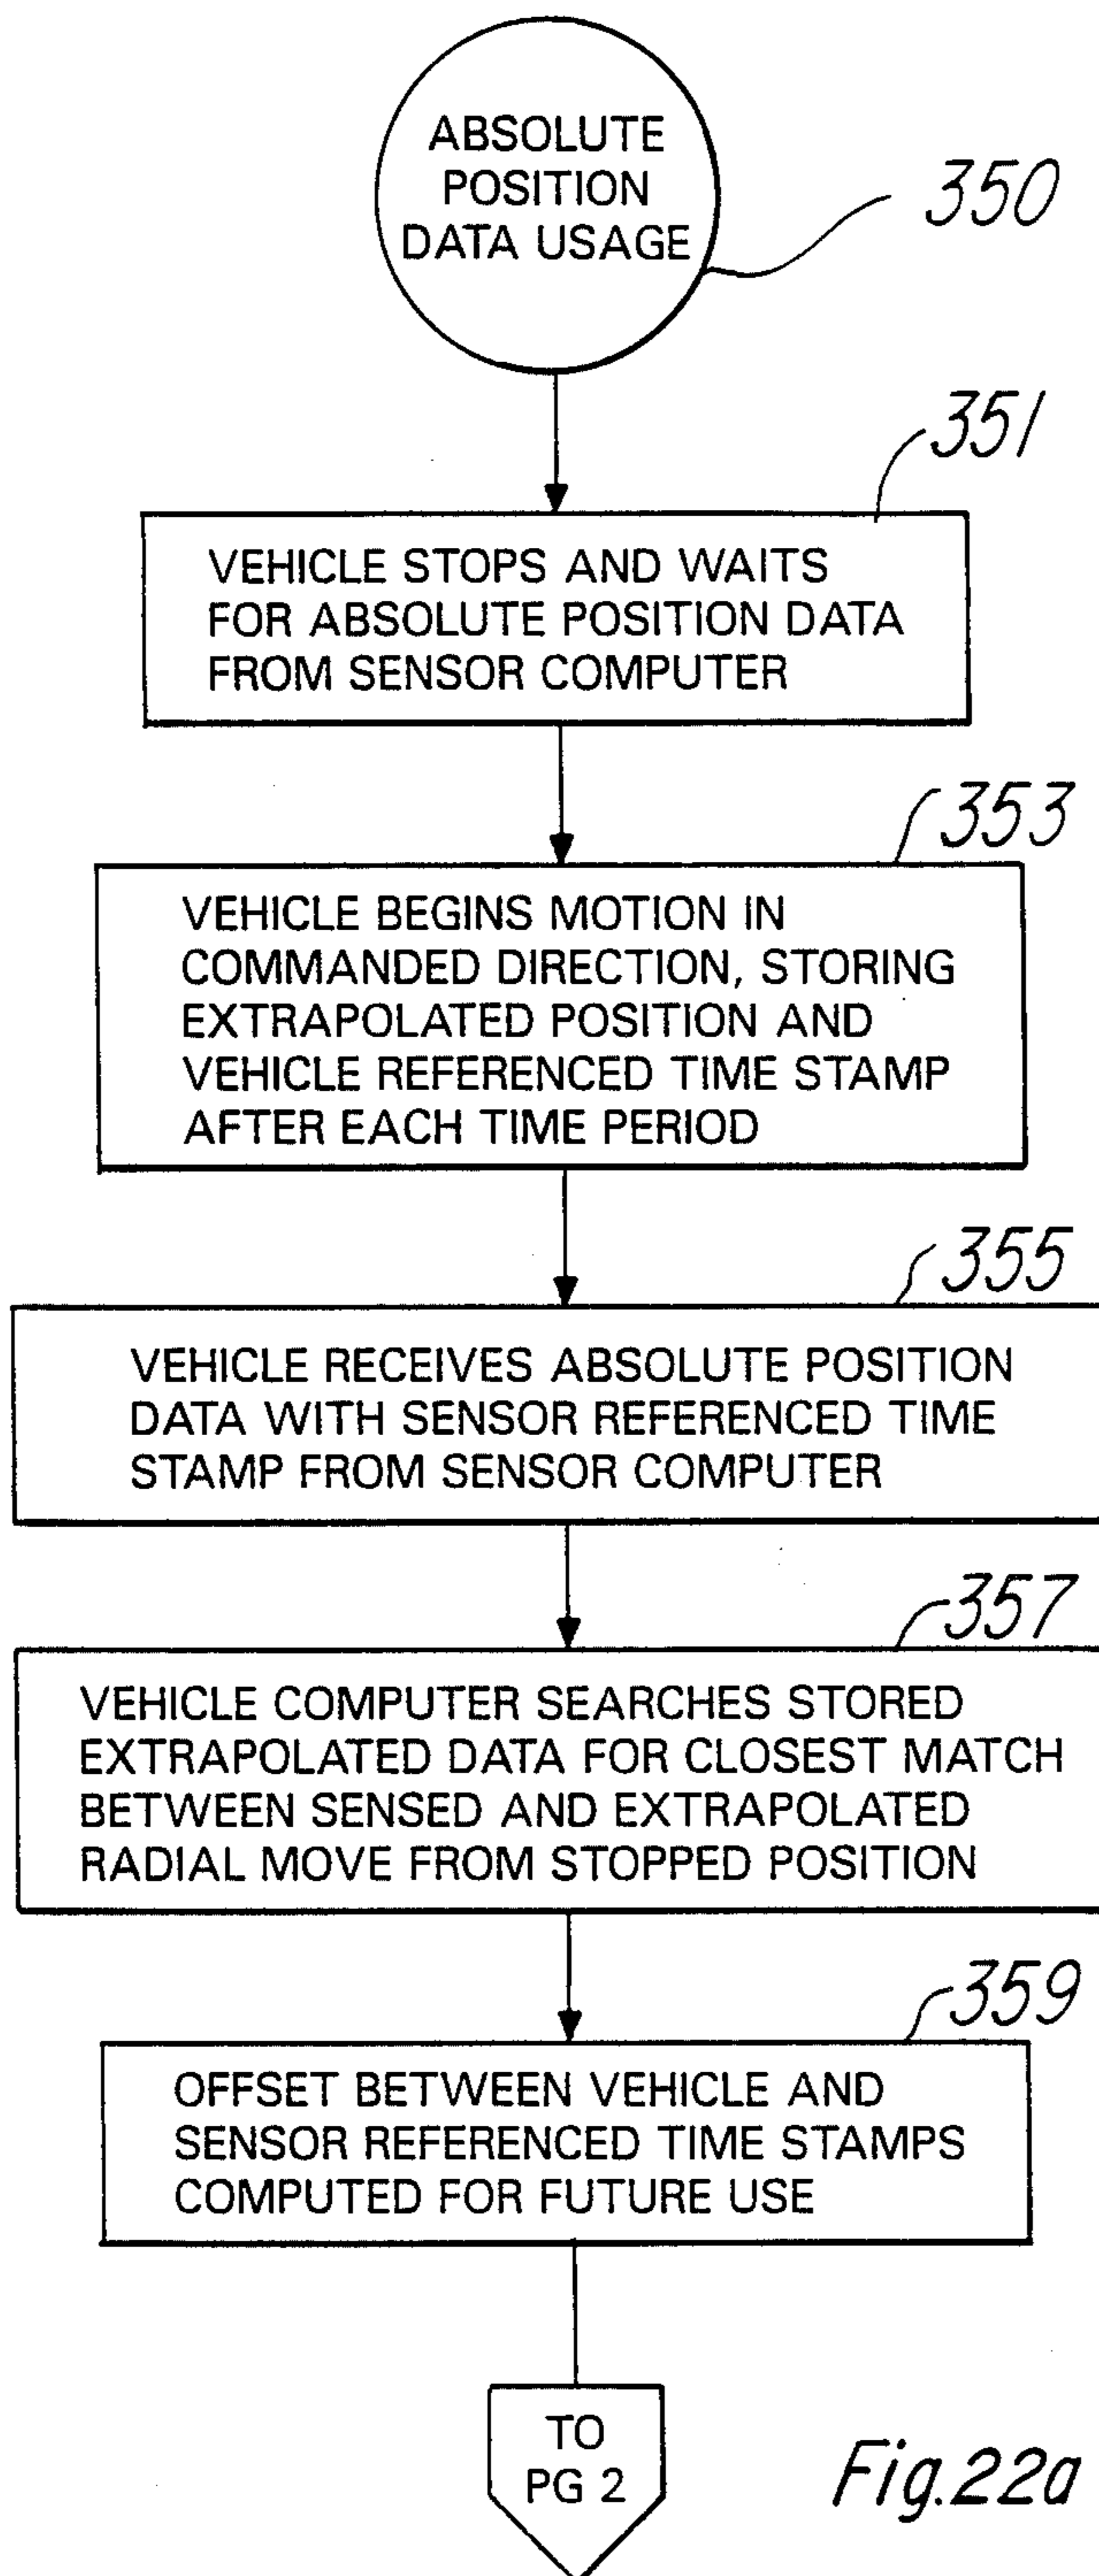 ABSOLUTE
POSITION
DATA USAGE
350
351
VEHICLE STOPS AND WAITS
FOR ABSOLUTE POSITION DATA
FROM SENSOR COMPUTER
353
VEHICLE BEGINS MOTION IN
COMMANDED DIRECTION, STORING
EXTRAPOLATED POSITION AND
VEHICLE REFERENCED TIME STAMP
AFTER EACH TIME PERIOD
355
VEHICLE RECEIVES ABSOLUTE POSITION
DATA WITH SENSOR REFERENCED TIME
STAMP FROM SENSOR COMPUTER
357
VEHICLE COMPUTER SEARCHES STORED
EXTRAPOLATED DATA FOR CLOSEST MATCH
BETWEEN SENSED AND EXTRAPOLATED
RADIAL MOVE FROM STOPPED POSITION
359
OFFSET BETWEEN VEHICLE AND
SENSOR REFERENCED TIME STAMPS
COMPUTED FOR FUTURE USE
TO
PG 2
Fig.22a